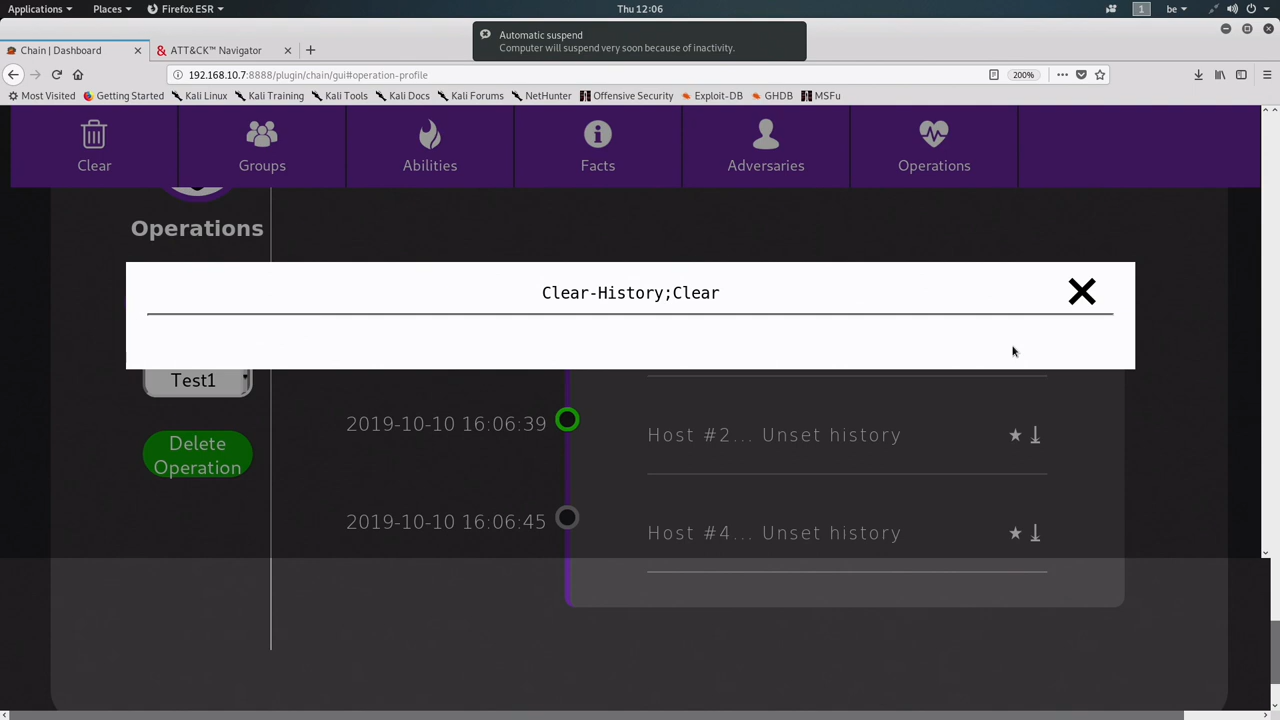 Applications
Places
Firefox ESR
Thu 12:06
1
be
Automatic suspend
Computer will suspend very soon because of inactivity.
Chain | Dashboard
ATT&CK™ Navigator
192.168.10.7:8888/plugin/chain/gui#operation-profile
200%
Most Visited
Getting Started
Kali Linux
Kali Training
Kali Tools
Kali Docs
Kali Forums
NetHunter
Offensive Security
Exploit-DB
GHDB
MSFu
Clear
Groups
Abilities
Facts
Adversaries
Operations
Operations
Clear-History;Clear
Test1
Delete
Operation
2019-10-10 16:06:39
Host #2... Unset history
2019-10-10 16:06:45
Host #4... Unset history